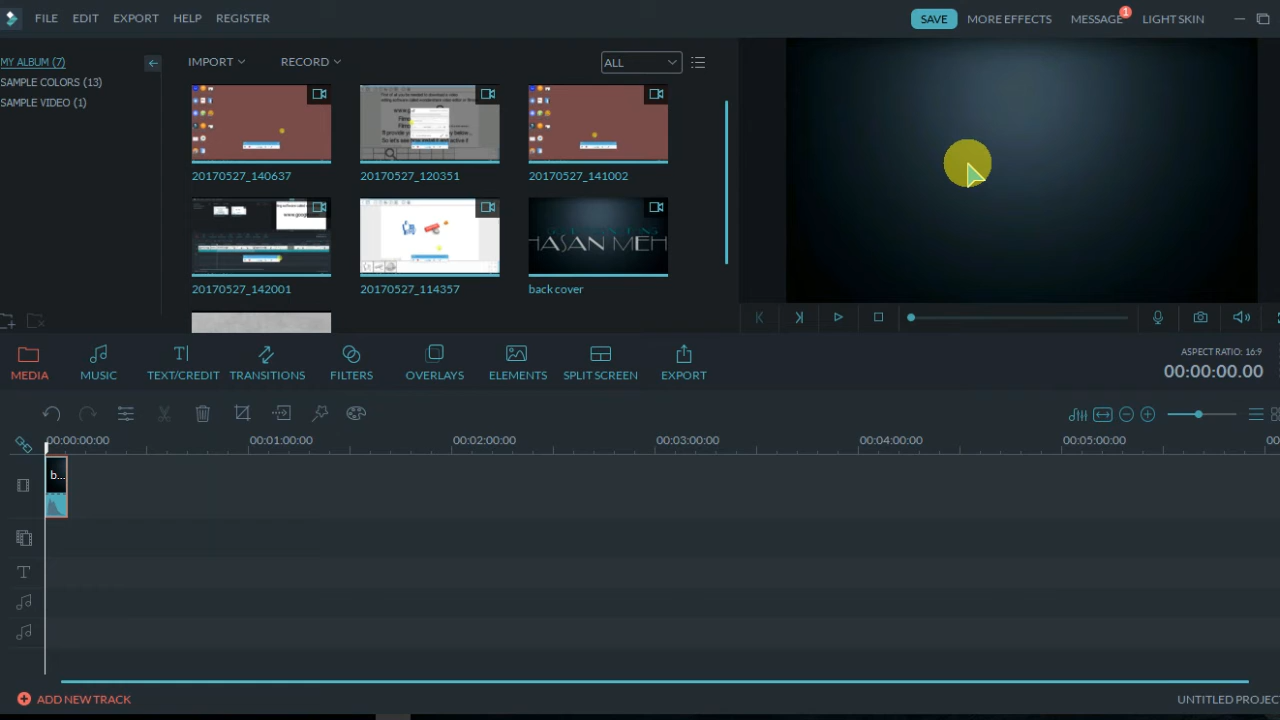 FILE EDIT EXPORT HELP REGISTER SAVE MORE EFFECTS MESSAGE 1 LIGHT SKIN
MY ALBUM (7)
SAMPLE COLORS (13)
SAMPLE VIDEO (1)
IMPORT RECORD ALL
20170527_140637 20170527_120351 20170527_141002
HASAN MEH
20170527_142001 20170527_114357 back cover
MEDIA MUSIC TEXT/CREDIT TRANSITIONS FILTERS OVERLAYS ELEMENTS SPLIT SCREEN EXPORT
ASPECT RATIO: 16:9
00:00:00.00
00:00:00:00 00:01:00:00 00:02:00:00 00:03:00:00 00:04:00:00 00:05:00:00 00
b...
ADD NEW TRACK
UNTITLED PROJEC